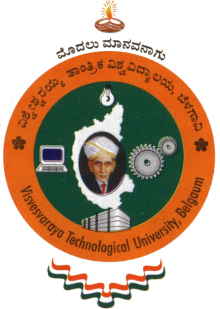 ಮೊದಲು ಮಾನವನಾಗು
ವಿಶ್ವೇಶ್ವರಯ್ಯ ತಾಂತ್ರಿಕ ವಿಶ್ವವಿದ್ಯಾಲಯ, ಬೆಳಗಾವಿ
Visvesvaraya Technological University, Belgaum